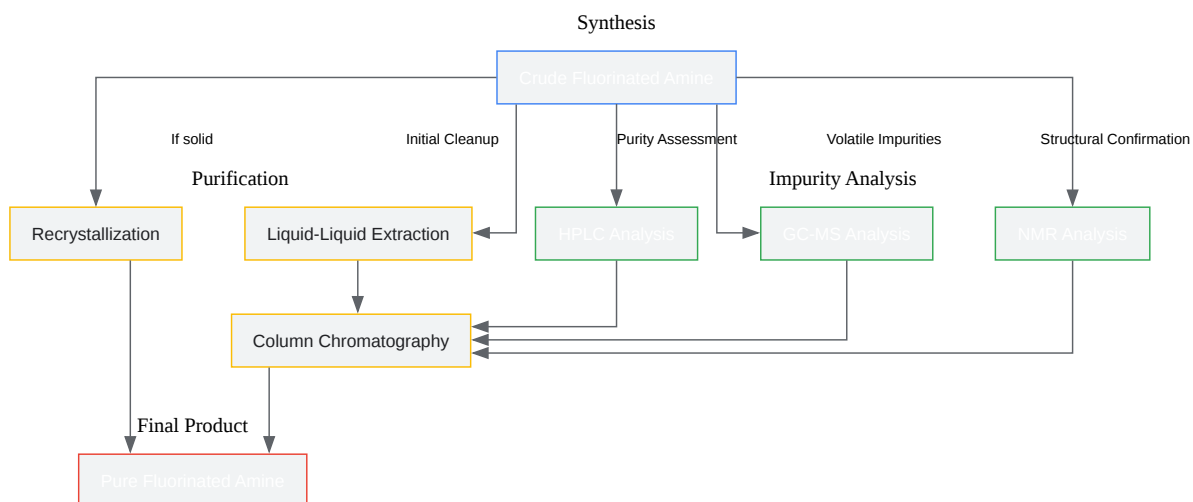 Synthesis
Crude Fluorinated Amine
If solid
Initial Cleanup
Purity Assessment
Volatile Impurities
Structural Confirmation
Purification
Impurity Analysis
Recrystallization
Liquid-Liquid Extraction
HPLC Analysis
GC-MS Analysis
NMR Analysis
Column Chromatography
Final Product
Pure Fluorinated Amine